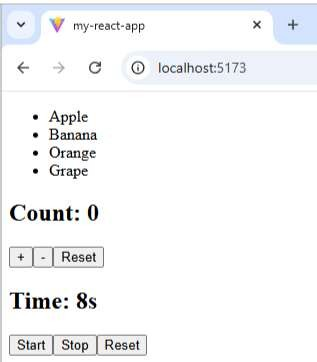 my-react-app
localhost:5173
Apple
Banana
Orange
Grape
Count: 0
+ - Reset
Time: 8s
Start Stop Reset